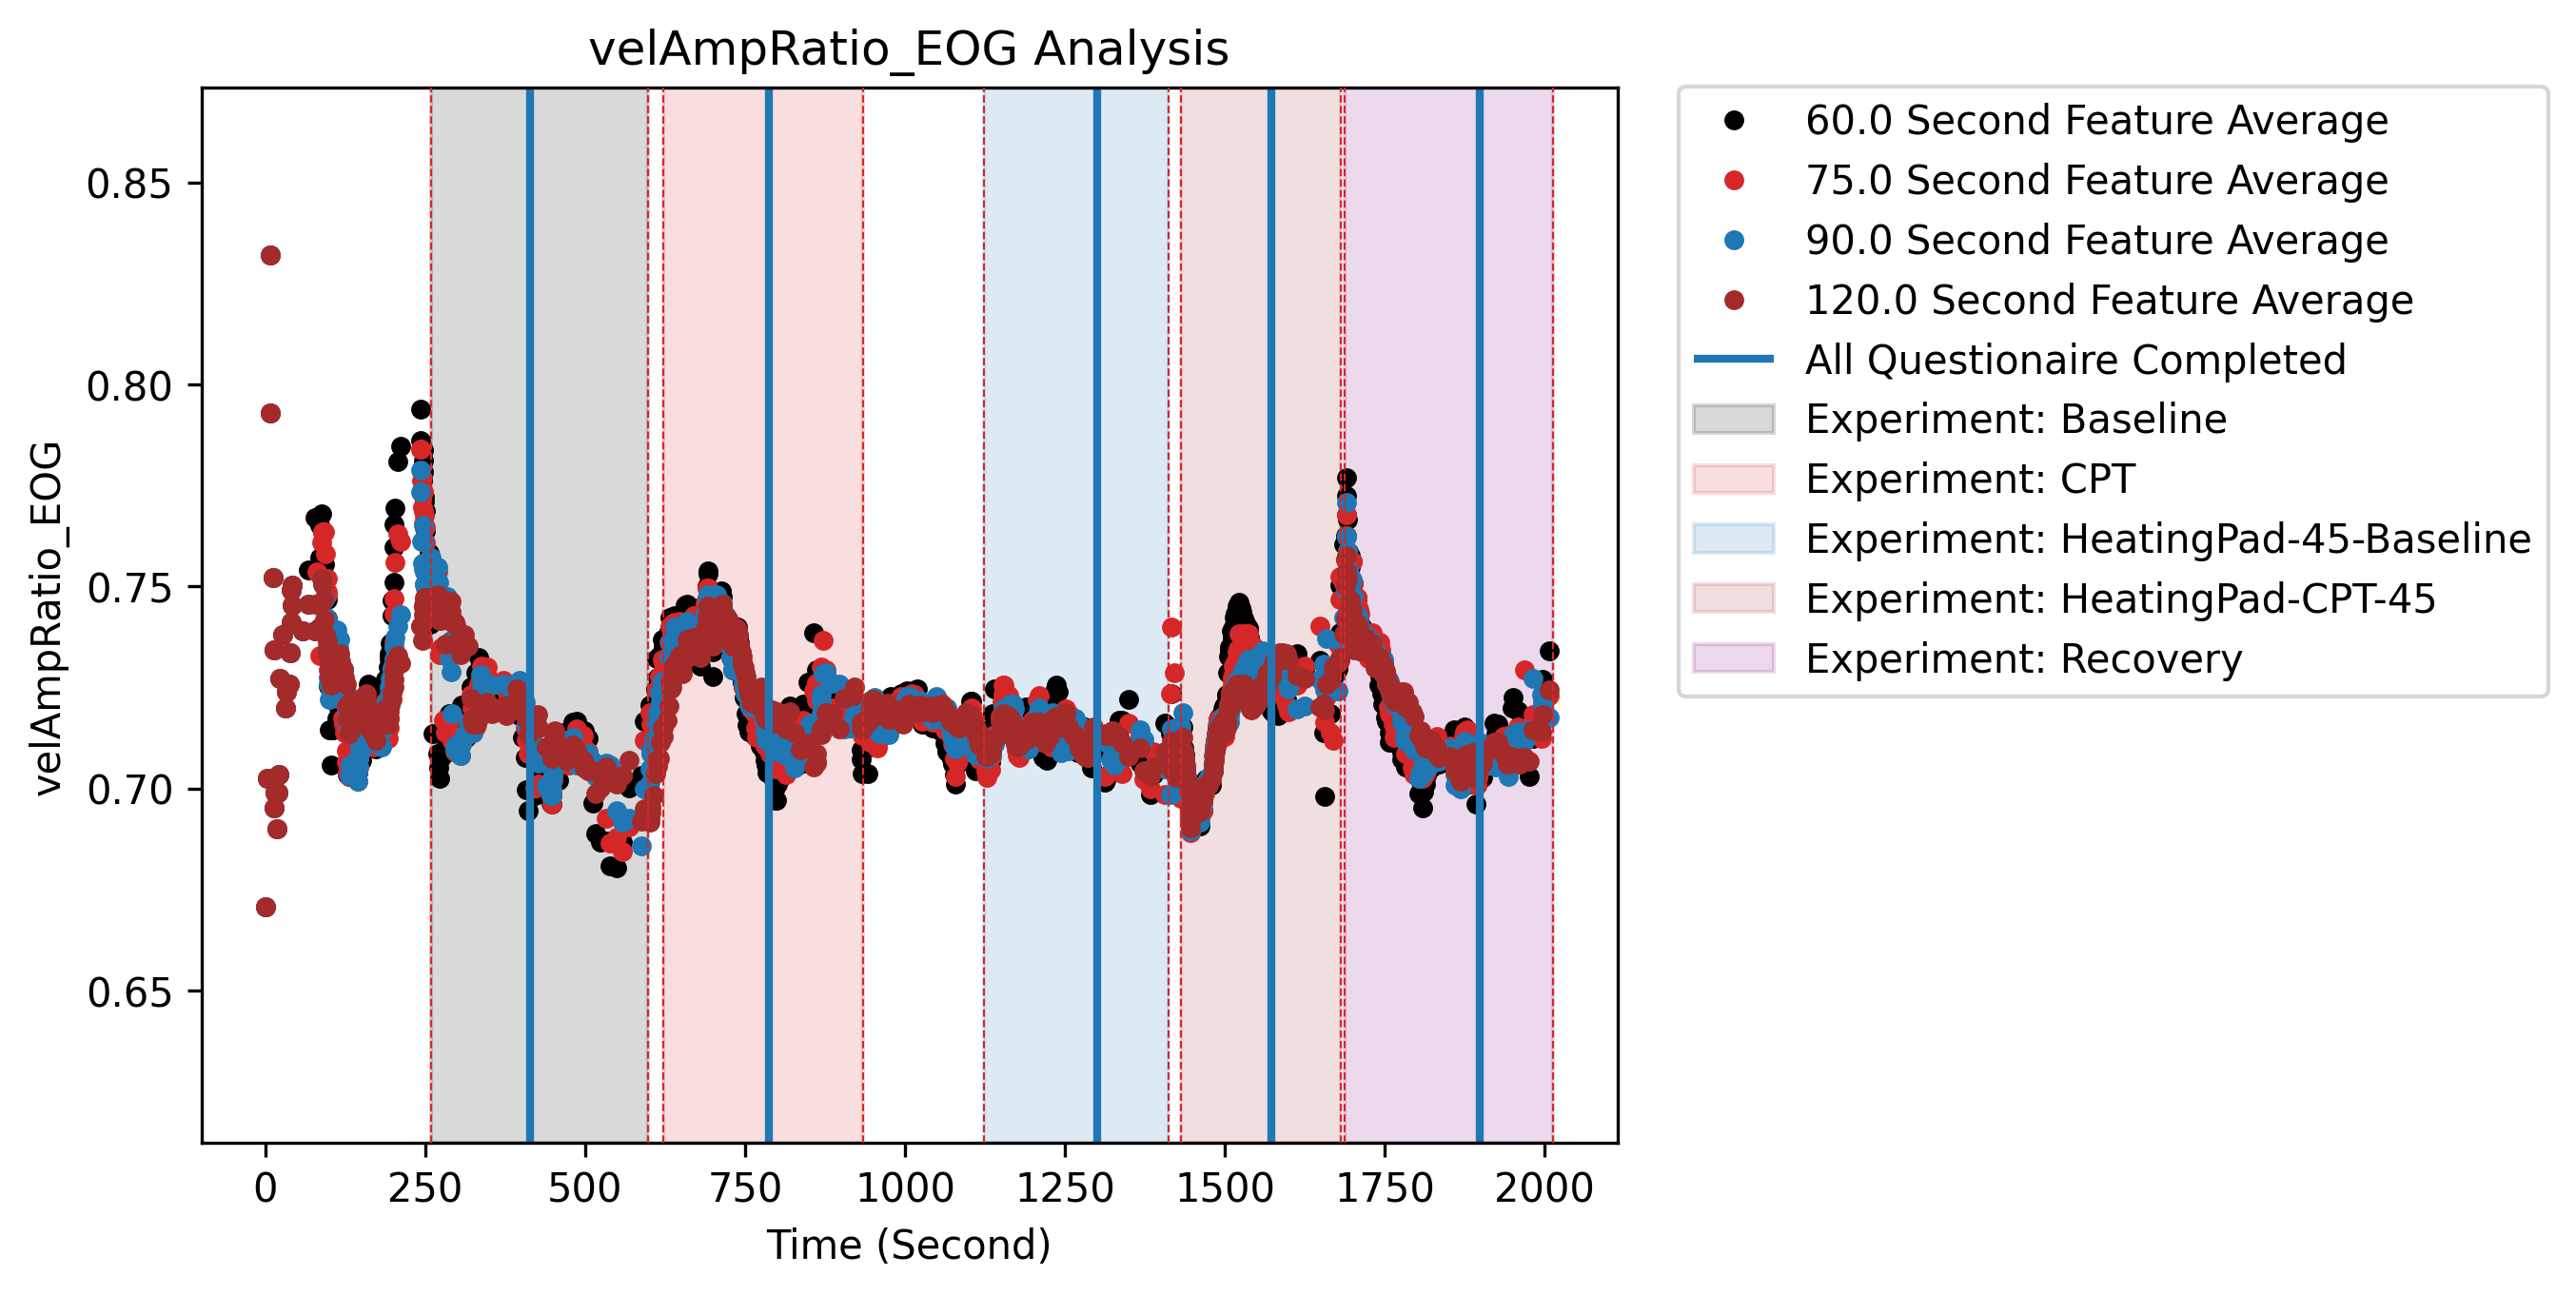 velAmpRatio_EOG Analysis
velAmpRatio_EOG
0.85
0.80
0.75
0.70
0.65
0 250 500 750 1000 1250 1500 1750 2000
Time (Second)
60.0 Second Feature Average
75.0 Second Feature Average
90.0 Second Feature Average
120.0 Second Feature Average
All Questionaire Completed
Experiment: Baseline
Experiment: CPT
Experiment: HeatingPad-45-Baseline
Experiment: HeatingPad-CPT-45
Experiment: Recovery